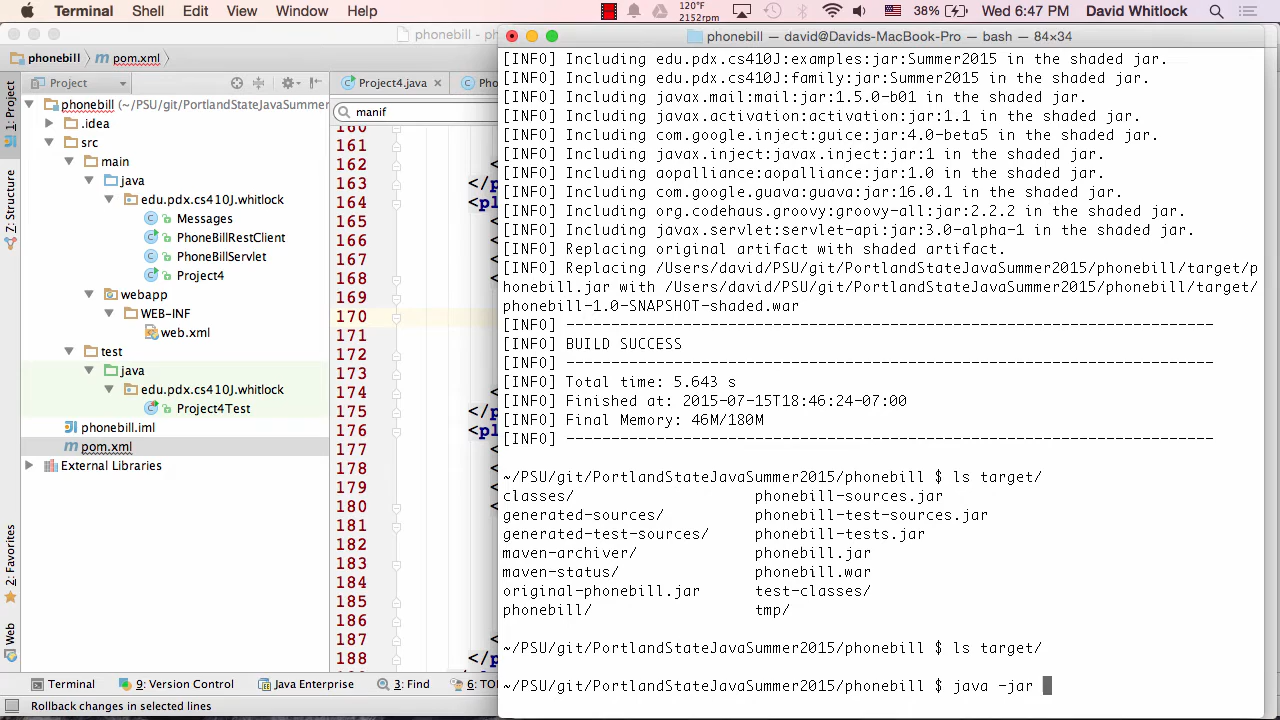 Terminal Shell Edit View Window Help 120°F 2152rpm 38% Wed 6:47 PM David Whitlock
phonebill - ph
phonebill — david@Davids-MacBook-Pro — bash — 84x34
phonebill pom.xml
Project
Project4.java
Pho
1: Project
7: Structure
2: Favorites
Web
phonebill (~/PSU/git/PortlandStateJavaSummer
.idea
src
main
java
edu.pdx.cs410J.whitlock
Messages
PhoneBillRestClient
PhoneBillServlet
Project4
webapp
WEB-INF
web.xml
test
java
edu.pdx.cs410J.whitlock
Project4Test
phonebill.iml
pom.xml
External Libraries
manif
160
161
162 <
163 </p
164 <pl
165 <
166 <
167 <
168 <
169
170
171
172
173
174 <
175 </p
176 <pl
177 <
178 <
179 <
180 <
181
182
183
184
185
186
187 <
188 </p
[INFO] Including edu.pdx.cs410J:examples:jar:Summer2015 in the shaded jar.
[INFO] Including edu.pdx.cs410J:family:jar:Summer2015 in the shaded jar.
[INFO] Including javax.mail:mail:jar:1.5.0-b01 in the shaded jar.
[INFO] Including javax.activation:activation:jar:1.1 in the shaded jar.
[INFO] Including com.google.inject:guice:jar:4.0-beta5 in the shaded jar.
[INFO] Including javax.inject:javax.inject:jar:1 in the shaded jar.
[INFO] Including aopalliance:aopalliance:jar:1.0 in the shaded jar.
[INFO] Including com.google.guava:guava:jar:16.0.1 in the shaded jar.
[INFO] Including org.codehaus.groovy:groovy-all:jar:2.2.2 in the shaded jar.
[INFO] Including javax.servlet:servlet-api:jar:3.0-alpha-1 in the shaded jar.
[INFO] Replacing original artifact with shaded artifact.
[INFO] Replacing /Users/david/PSU/git/PortlandStateJavaSummer2015/phonebill/target/p
honebill.jar with /Users/david/PSU/git/PortlandStateJavaSummer2015/phonebill/target/
phonebill-1.0-SNAPSHOT-shaded.war
[INFO] ------------------------------------------------------------------------
[INFO] BUILD SUCCESS
[INFO] ------------------------------------------------------------------------
[INFO] Total time: 5.643 s
[INFO] Finished at: 2015-07-15T18:46:24-07:00
[INFO] Final Memory: 46M/180M
[INFO] ------------------------------------------------------------------------
~/PSU/git/PortlandStateJavaSummer2015/phonebill $ ls target/
classes/ phonebill-sources.jar
generated-sources/ phonebill-test-sources.jar
generated-test-sources/ phonebill-tests.jar
maven-archiver/ phonebill.jar
maven-status/ phonebill.war
original-phonebill.jar test-classes/
phonebill/ tmp/
~/PSU/git/PortlandStateJavaSummer2015/phonebill $ ls target/
~/PSU/git/PortlandStateJavaSummer2015/phonebill $ java -jar
Terminal 9: Version Control Java Enterprise 3: Find 6: TO
Rollback changes in selected lines